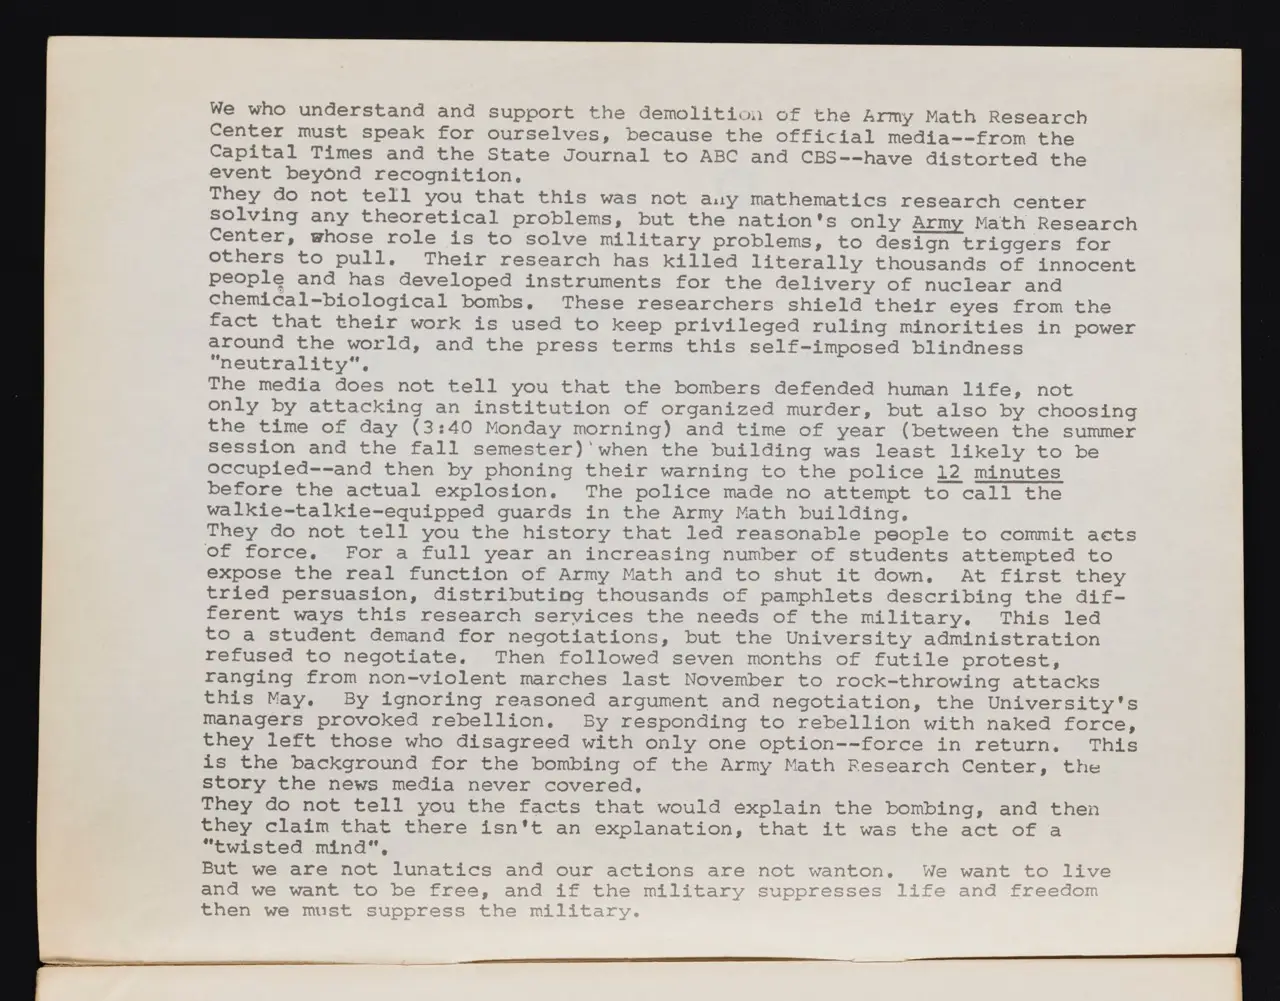 We who understand and support the demolition of the Army Math Research
Center must speak for ourselves, because the official media--from the
Capital Times and the State Journal to ABC and CBS--have distorted the
event beyond recognition.
They do not tell you that this was not any mathematics research center
solving any theoretical problems, but the nation's only Army Math Research
Center, whose role is to solve military problems, to design triggers for
others to pull.  Their research has killed literally thousands of innocent
people and has developed instruments for the delivery of nuclear and
chemical-biological bombs.  These researchers shield their eyes from the
fact that their work is used to keep privileged ruling minorities in power
around the world, and the press terms this self-imposed blindness
"neutrality".
The media does not tell you that the bombers defended human life, not
only by attacking an institution of organized murder, but also by choosing
the time of day (3:40 Monday morning) and time of year (between the summer
session and the fall semester) when the building was least likely to be
occupied--and then by phoning their warning to the police 12 minutes
before the actual explosion.  The police made no attempt to call the
walkie-talkie-equipped guards in the Army Math building.
They do not tell you the history that led reasonable people to commit acts
of force.  For a full year an increasing number of students attempted to
expose the real function of Army Math and to shut it down.  At first they
tried persuasion, distributing thousands of pamphlets describing the dif-
ferent ways this research services the needs of the military.  This led
to a student demand for negotiations, but the University administration
refused to negotiate.  Then followed seven months of futile protest,
ranging from non-violent marches last November to rock-throwing attacks
this May.  By ignoring reasoned argument and negotiation, the University's
managers provoked rebellion.  By responding to rebellion with naked force,
they left those who disagreed with only one option--force in return.  This
is the background for the bombing of the Army Math Research Center, the
story the news media never covered.
They do not tell you the facts that would explain the bombing, and then
they claim that there isn't an explanation, that it was the act of a
"twisted mind".
But we are not lunatics and our actions are not wanton.  We want to live
and we want to be free, and if the military suppresses life and freedom
then we must suppress the military.